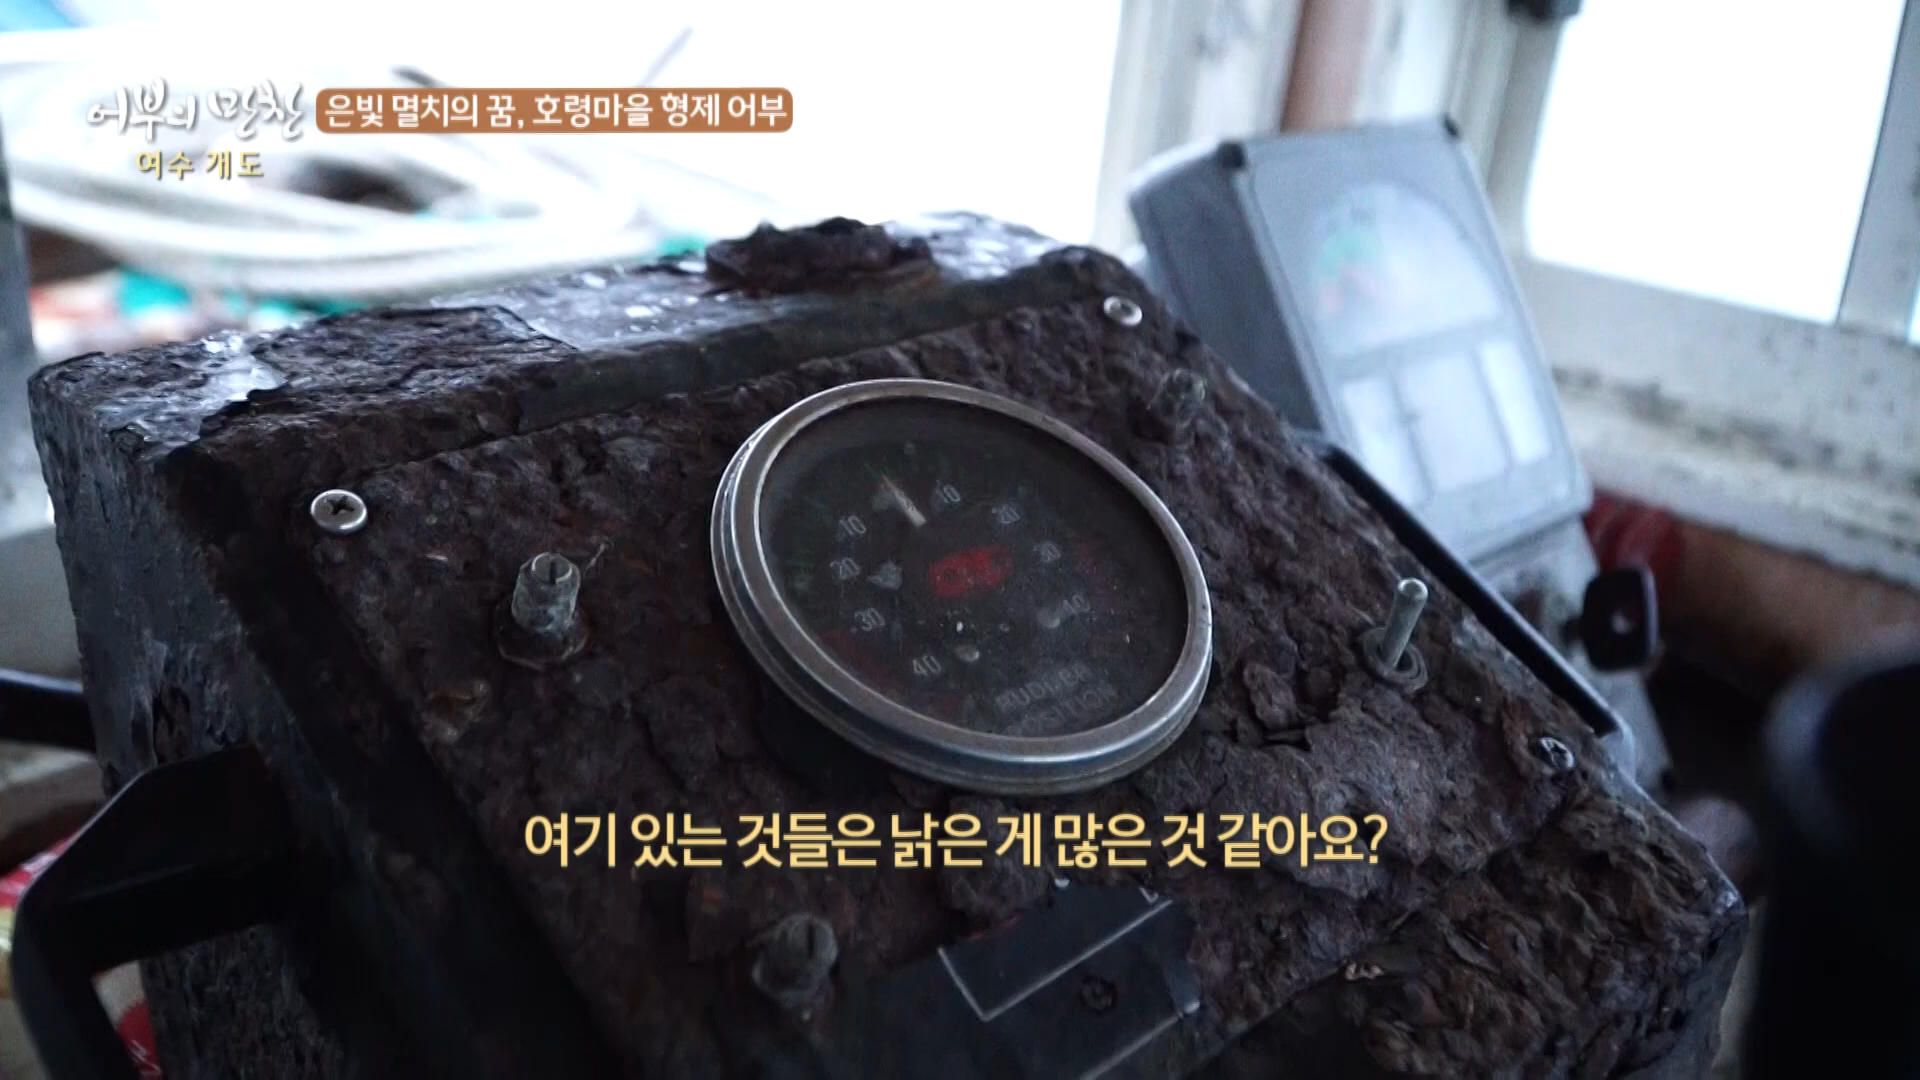 어부의 만찬
은빛 멸치의 꿈, 호령마을 형제 어부
여수 개도
10 10
20 20
30 30
40 40
RUDDER
POSITION
여기 있는 것들은 낡은 게 많은 것 같아요?